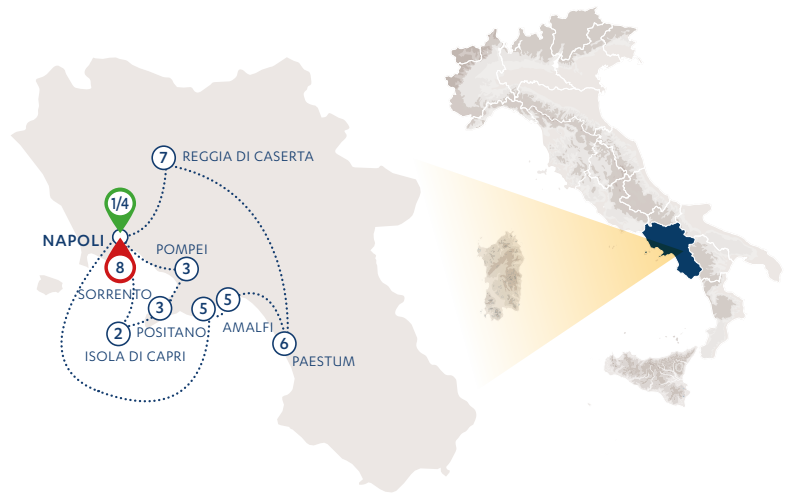 7 REGGIA DI CASERTA
1/4
NAPOLI
POMPEI
8
3
SORRENTO
3
5
5
2
POSITANO
AMALFI
6
ISOLA DI CAPRI
PAESTUM